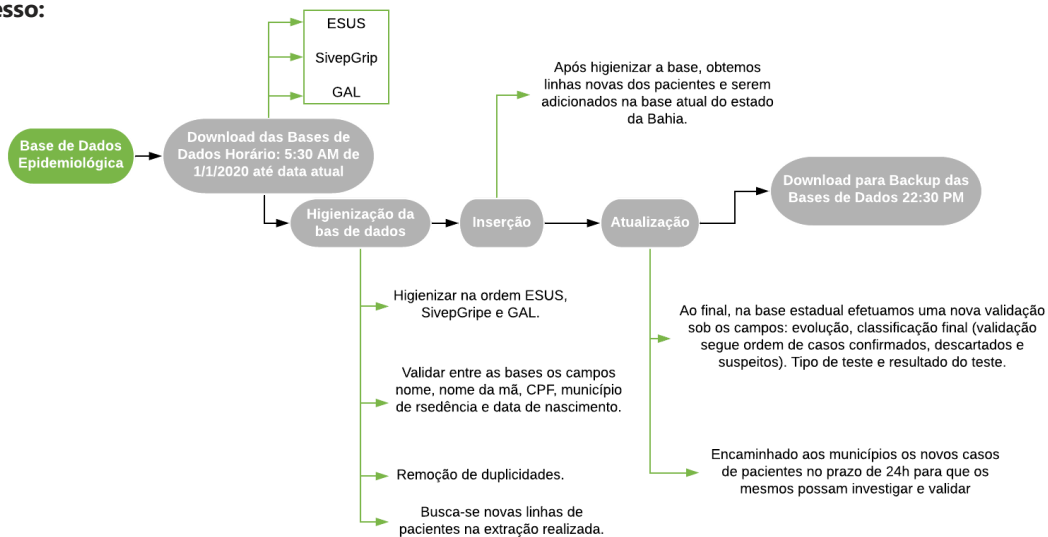 esso:
ESUS
SivepGrip
GAL
Base de Dados
Epidemiológica
Download das Bases de
Dados Horário: 5:30 AM de
1/1/2020 até data atual
Após higienizar a base, obtemos
linhas novas dos pacientes e serem
adicionados na base atual do estado
da Bahia.
Higienização da
bas de dados
Inserção
Atualização
Download para Backup das
Bases de Dados 22:30 PM
Higienizar na ordem ESUS,
SivepGripe e GAL.
Validar entre as bases os campos
nome, nome da mã, CPF, município
de rsedência e data de nascimento.
Remoção de duplicidades.
Busca-se novas linhas de
pacientes na extração realizada.
Ao final, na base estadual efetuamos uma nova validação
sob os campos: evolução, classificação final (validação
segue ordem de casos confirmados, descartados e
suspeitos). Tipo de teste e resultado do teste.
Encaminhado aos municípios os novos casos
de pacientes no prazo de 24h para que os
mesmos possam investigar e validar